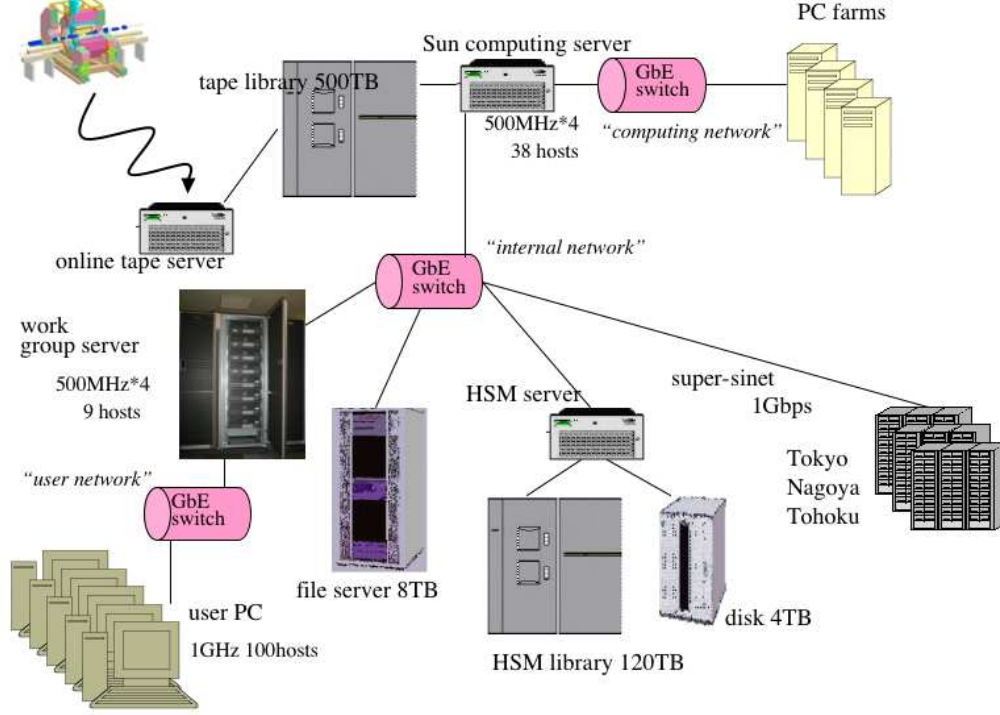 PC farms
Sun computing server
tape library 500TB
GbE
switch
500MHz*4
38 hosts
“computing network”
“internal network”
online tape server
GbE
switch
work
group server
500MHz*4
9 hosts
super-sinet
1Gbps
HSM server
Tokyo
Nagoya
Tohoku
“user network”
GbE
switch
file server 8TB
user PC
disk 4TB
1GHz 100hosts
HSM library 120TB